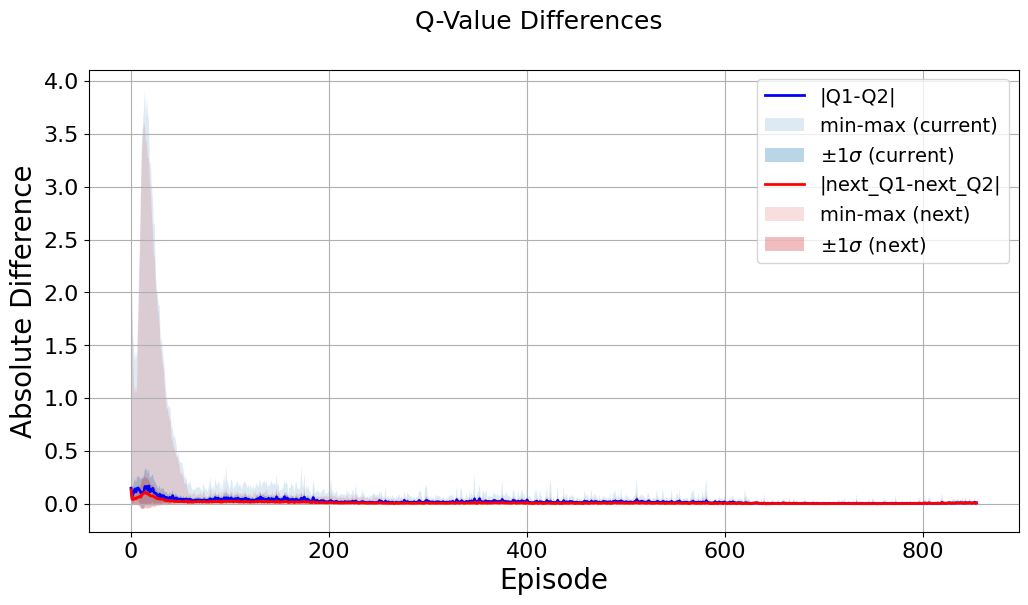 Q-Value Differences
Absolute Difference
4.0
3.5
3.0
2.5
2.0
1.5
1.0
0.5
0.0
|Q1-Q2|
min-max (current)
±1σ (current)
|next_Q1-next_Q2|
min-max (next)
±1σ (next)
0 200 400 600 800
Episode